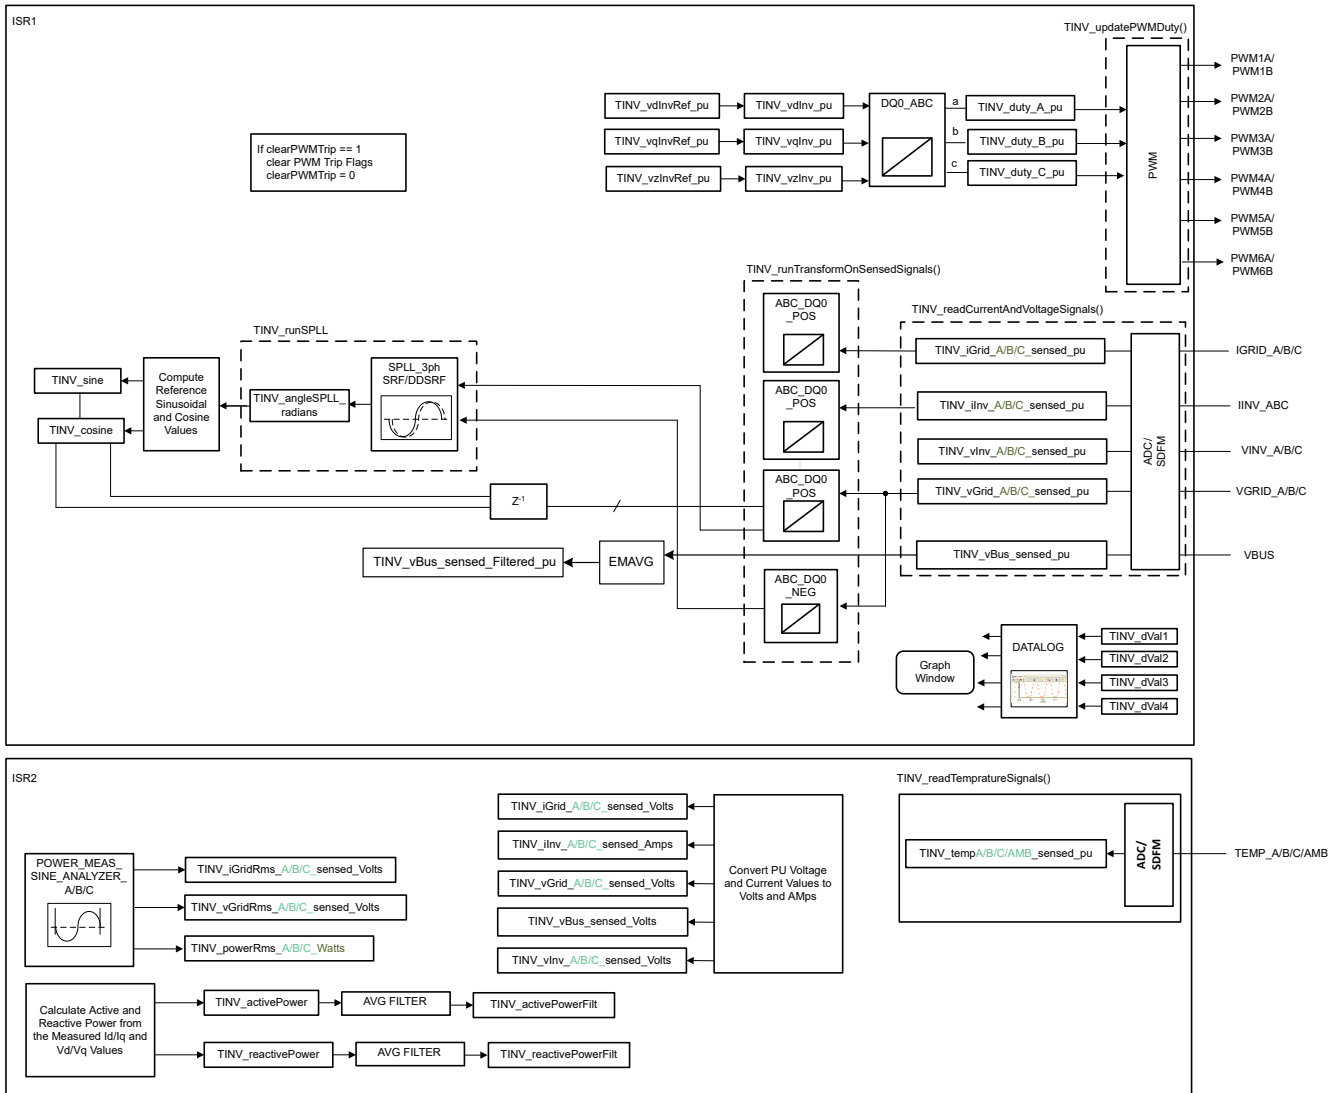 ISR1
TINV_updatePWMDuty()
PWM1A/
PWM1B
PWM2A/
PWM2B
PWM3A/
PWM3B
PWM4A/
PWM4B
PWM5A/
PWM5B
PWM6A/
PWM6B
PWM
TINV_vdInvRef_pu
TINV_vdInv_pu
DQ0_ABC
a
TINV_duty_A_pu
TINV_vqInvRef_pu
TINV_vqInv_pu
b
TINV_duty_B_pu
TINV_vzInvRef_pu
TINV_vzInv_pu
c
TINV_duty_C_pu
If clearPWMTrip == 1
clear PWM Trip Flags
clearPWMTrip = 0
TINV_runTransformOnSensedSignals()
ABC_DQ0
_POS
ABC_DQ0
_POS
ABC_DQ0
_POS
ABC_DQ0
_NEG
TINV_readCurrentAndVoltageSignals()
TINV_iGrid_A/B/C_sensed_pu
TINV_iInv_A/B/C_sensed_pu
TINV_vInv_A/B/C_sensed_pu
TINV_vGrid_A/B/C_sensed_pu
TINV_vBus_sensed_pu
ADC/
SDFM
IGRID_A/B/C
IINV_ABC
VINV_A/B/C
VGRID_A/B/C
VBUS
TINV_runSPLL
SPLL_3ph
SRF/DDSRF
TINV_angleSPLL_
radians
Compute
Reference
Sinusoidal
and Cosine
Values
TINV_sine
TINV_cosine
Z-1
EMAVG
TINV_vBus_sensed_Filtered_pu
DATALOG
Graph
Window
TINV_dVal1
TINV_dVal2
TINV_dVal3
TINV_dVal4
ISR2
POWER_MEAS_
SINE_ANALYZER_
A/B/C
TINV_iGridRms_A/B/C_sensed_Volts
TINV_vGridRms_A/B/C_sensed_Volts
TINV_powerRms_A/B/C_Watts
Calculate Active and
Reactive Power from
the Measured Id/Iq and
Vd/Vq Values
TINV_activePower
AVG FILTER
TINV_activePowerFilt
TINV_reactivePower
AVG FILTER
TINV_reactivePowerFilt
TINV_iGrid_A/B/C_sensed_Volts
TINV_iInv_A/B/C_sensed_Amps
TINV_vGrid_A/B/C_sensed_Volts
TINV_vBus_sensed_Volts
TINV_vInv_A/B/C_sensed_Volts
Convert PU Voltage
and Current Values to
Volts and AMps
TINV_readTempratureSignals()
TINV_tempA/B/C/AMB_sensed_pu
ADC/
SDFM
TEMP_A/B/C/AMB